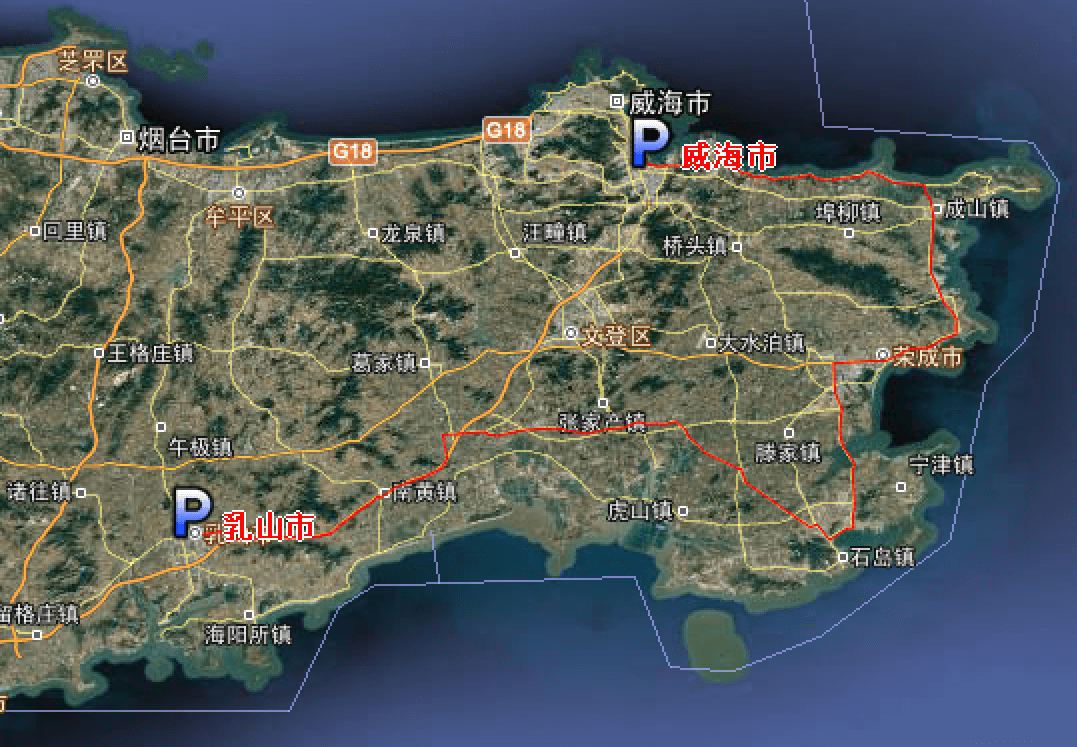 芝罘区
威海市
烟台市
G18
G18
P
威海市
牟平区
埠柳镇
成山镇
回里镇
龙泉镇
汪疃镇
桥头镇
文登区
大水泊镇
王格庄镇
葛家镇
荣成市
张家产镇
午极镇
滕家镇
宁津镇
诸往镇
南黄镇
虎山镇
P
乳山市
石岛镇
留格庄镇
海阳所镇